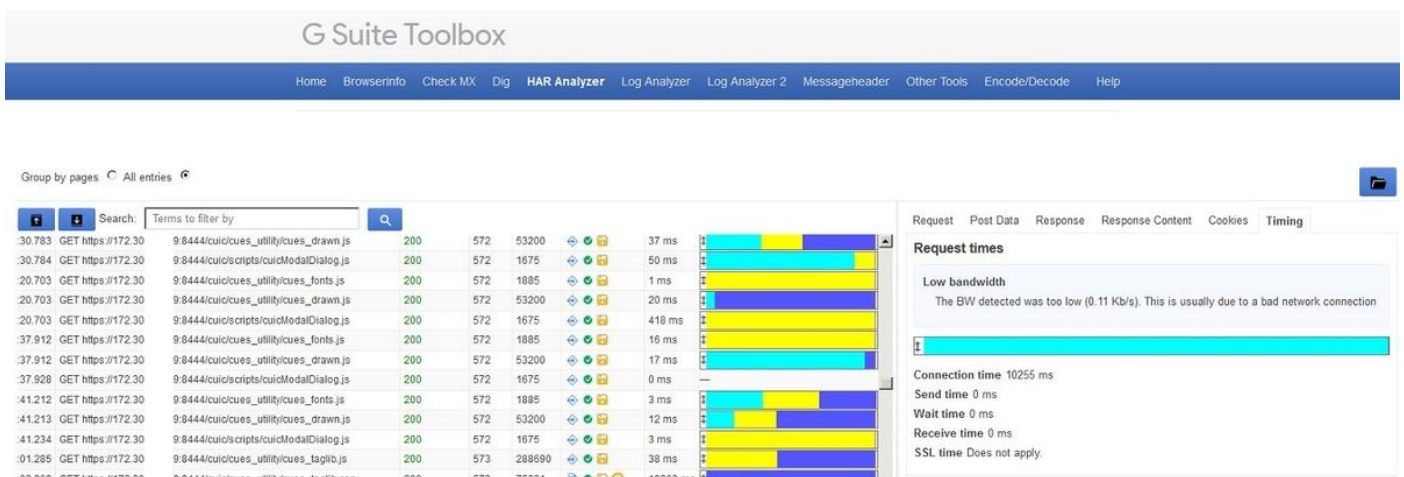 G Suite Toolbox
Home Browserinfo Check MX Dig HAR Analyzer Log Analyzer Log Analyzer 2 Messageheader Other Tools Encode/Decode Help
Group by pages All entries
Search: Terms to filter by
:30.783 GET https://172.30 9:8444/cuic/cues_utility/cues_drawn.js 200 572 53200 37 ms
:30.784 GET https://172.30 9:8444/cuic/scripts/cuicModalDialog.js 200 572 1675 50 ms
:20.703 GET https://172.30 9:8444/cuic/cues_utility/cues_fonts.js 200 572 1885 1 ms
:20.703 GET https://172.30 9:8444/cuic/cues_utility/cues_drawn.js 200 572 53200 20 ms
:20.703 GET https://172.30 9:8444/cuic/scripts/cuicModalDialog.js 200 572 1675 418 ms
:37.912 GET https://172.30 9:8444/cuic/cues_utility/cues_fonts.js 200 572 1885 16 ms
:37.912 GET https://172.30 9:8444/cuic/cues_utility/cues_drawn.js 200 572 53200 17 ms
:37.928 GET https://172.30 9:8444/cuic/scripts/cuicModalDialog.js 200 572 1675 0 ms —
:41.212 GET https://172.30 9:8444/cuic/cues_utility/cues_fonts.js 200 572 1885 3 ms
:41.213 GET https://172.30 9:8444/cuic/cues_utility/cues_drawn.js 200 572 53200 12 ms
:41.234 GET https://172.30 9:8444/cuic/scripts/cuicModalDialog.js 200 572 1675 3 ms
:01.285 GET https://172.30 9:8444/cuic/cues_utility/cues_taglib.js 200 573 288690 38 ms
Request Post Data Response Response Content Cookies Timing
Request times
Low bandwidth
The BW detected was too low (0.11 Kb/s). This is usually due to a bad network connection
Connection time 10255 ms
Send time 0 ms
Wait time 0 ms
Receive time 0 ms
SSL time Does not apply.